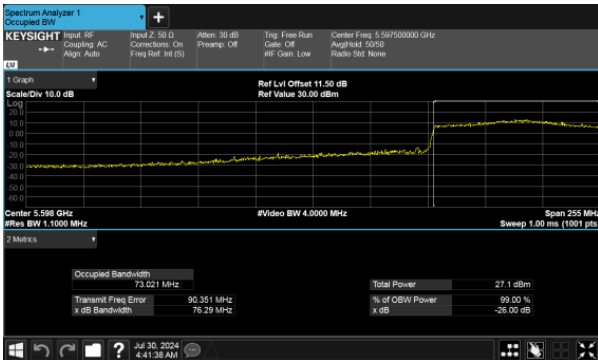 Spectrum Analyzer 1
Occupied BW
+
KEYSIGHT Input: RF Input Z: 50 Ω Atten: 30 dB Trig: Free Run Center Freq: 5.597500000 GHz
Coupling: AC Corrections: On Preamp: Off Gate: Off Avg|Hold: 50/50
Align: Auto Freq Ref: Int (S) #IF Gain: Low Radio Std: None
LXI
1 Graph
Ref Lvl Offset 11.50 dB
Scale/Div 10.0 dB Ref Value 30.00 dBm
Log
20.0
10.0
0.00
-10.0
-20.0
-30.0
-40.0
-50.0
-60.0
Center 5.598 GHz #Video BW 4.0000 MHz Span 255 MHz
#Res BW 1.1000 MHz Sweep 1.00 ms (1001 pts)
2 Metrics
Occupied Bandwidth
73.021 MHz Total Power 27.1 dBm
Transmit Freq Error 90.351 MHz % of OBW Power 99.00 %
x dB Bandwidth 76.29 MHz x dB -26.00 dB
?
Jul 30, 2024
4:41:38 AM